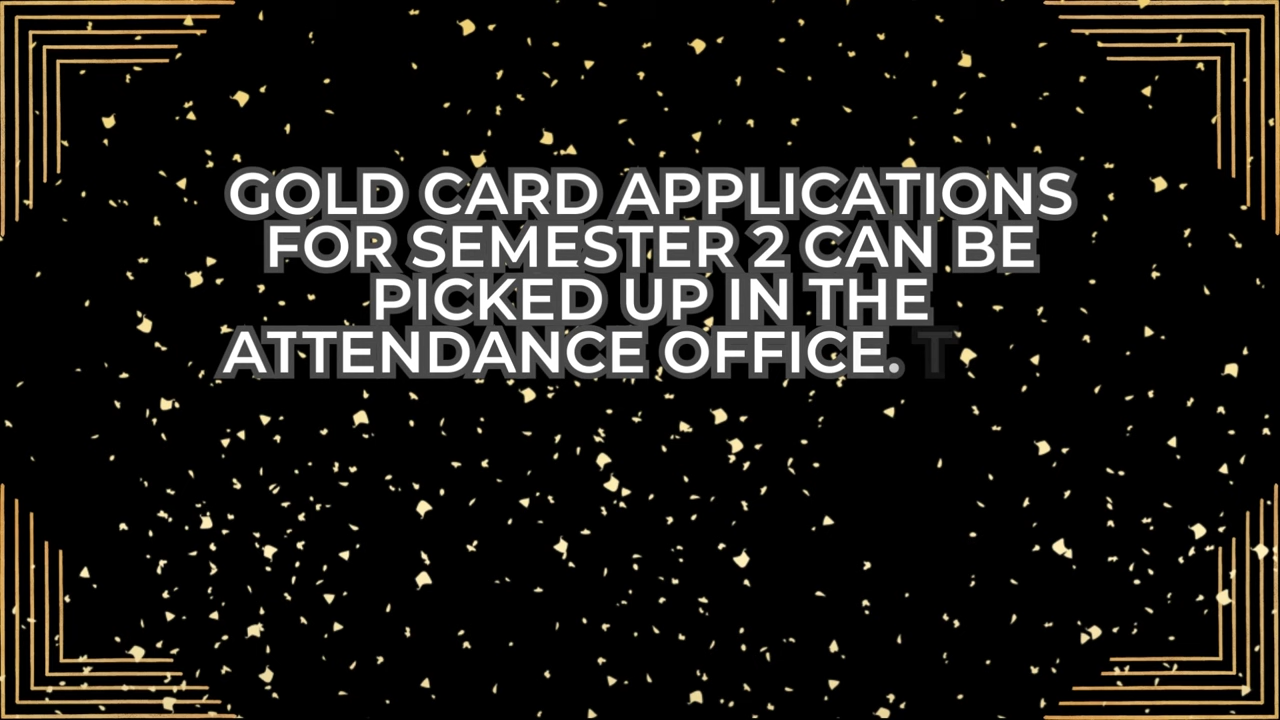 GOLD CARD APPLICATIONS
FOR SEMESTER 2 CAN BE
PICKED UP IN THE
ATTENDANCE OFFICE. T